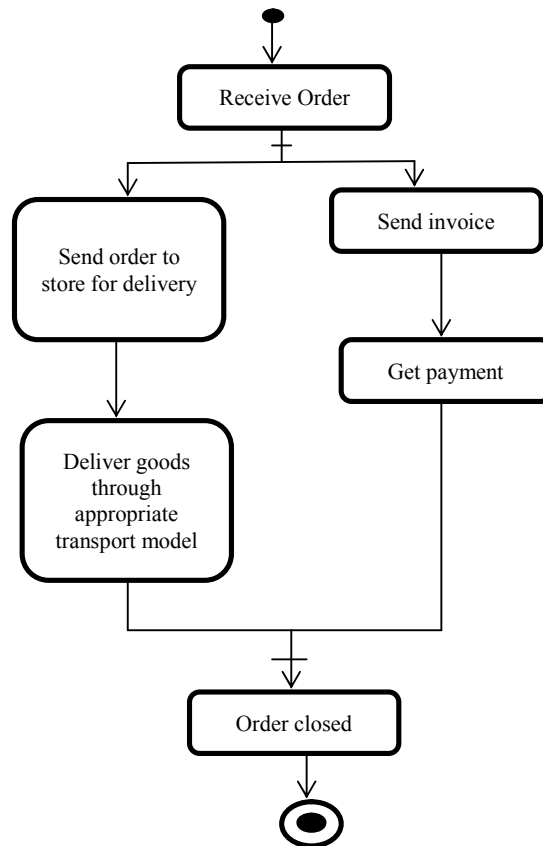 Receive Order
Send order to
store for delivery
Send invoice
Get payment
Deliver goods
through
appropriate
transport model
Order closed